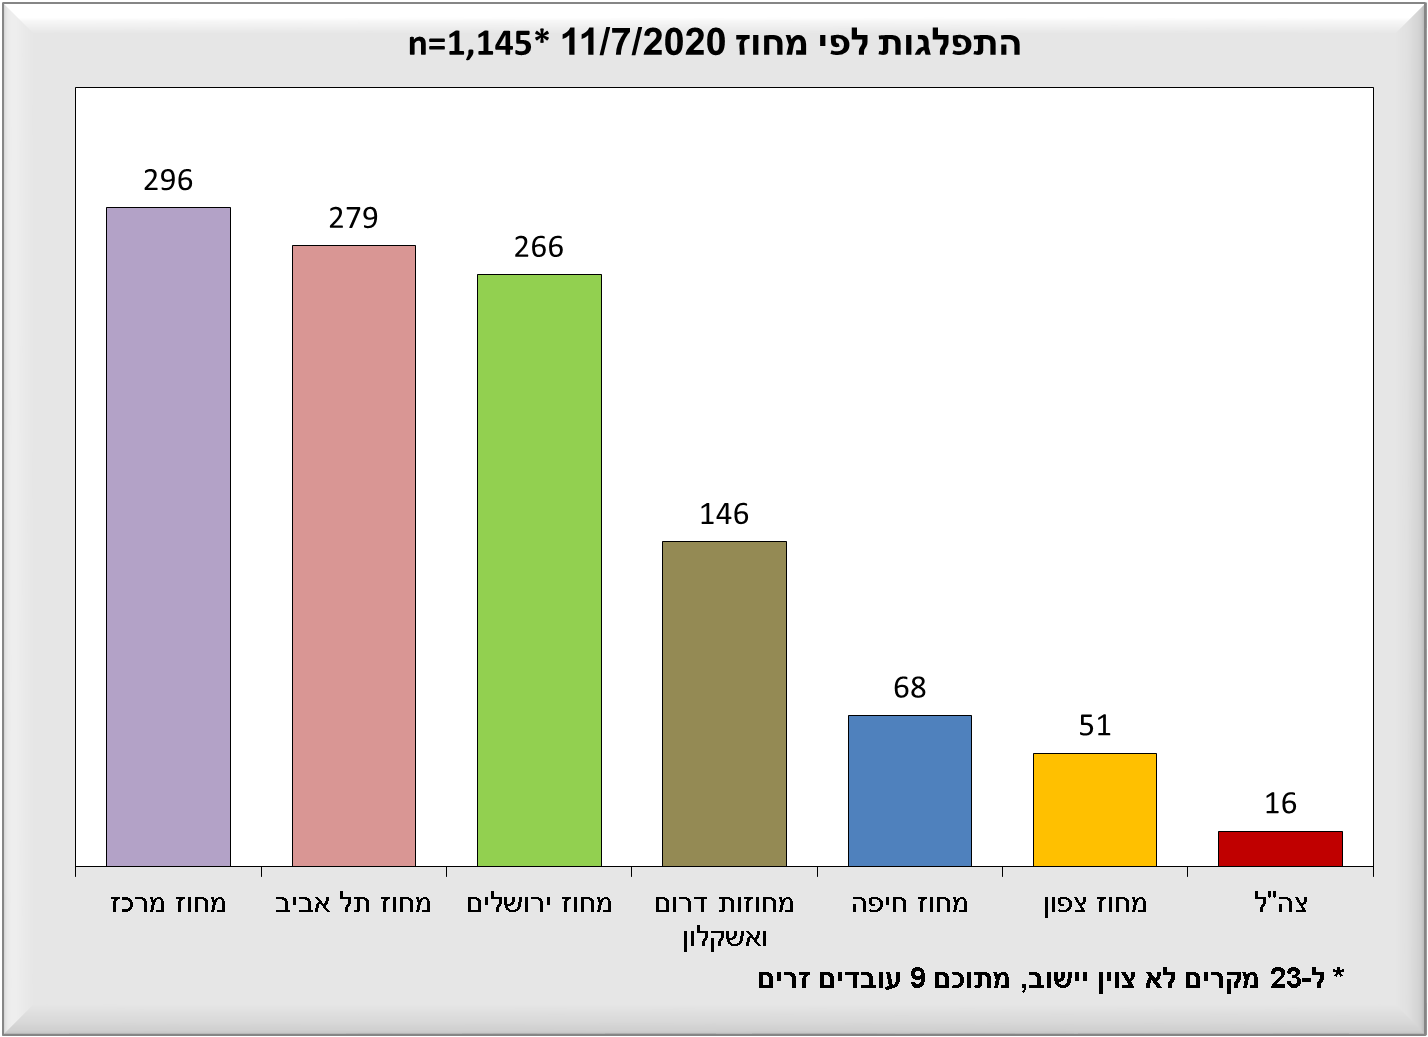 התפלגות לפי מחוז 11/7/2020 *n=1,145
296
279
266
146
68
51
16
מחוז מרכז
מחוז תל אביב
מחוז ירושלים
מחוזות דרום
ואשקלון
מחוז חיפה
מחוז צפון
צה"ל
* ל-23 מקרים לא צוין יישוב, מתוכם 9 עובדים זרים